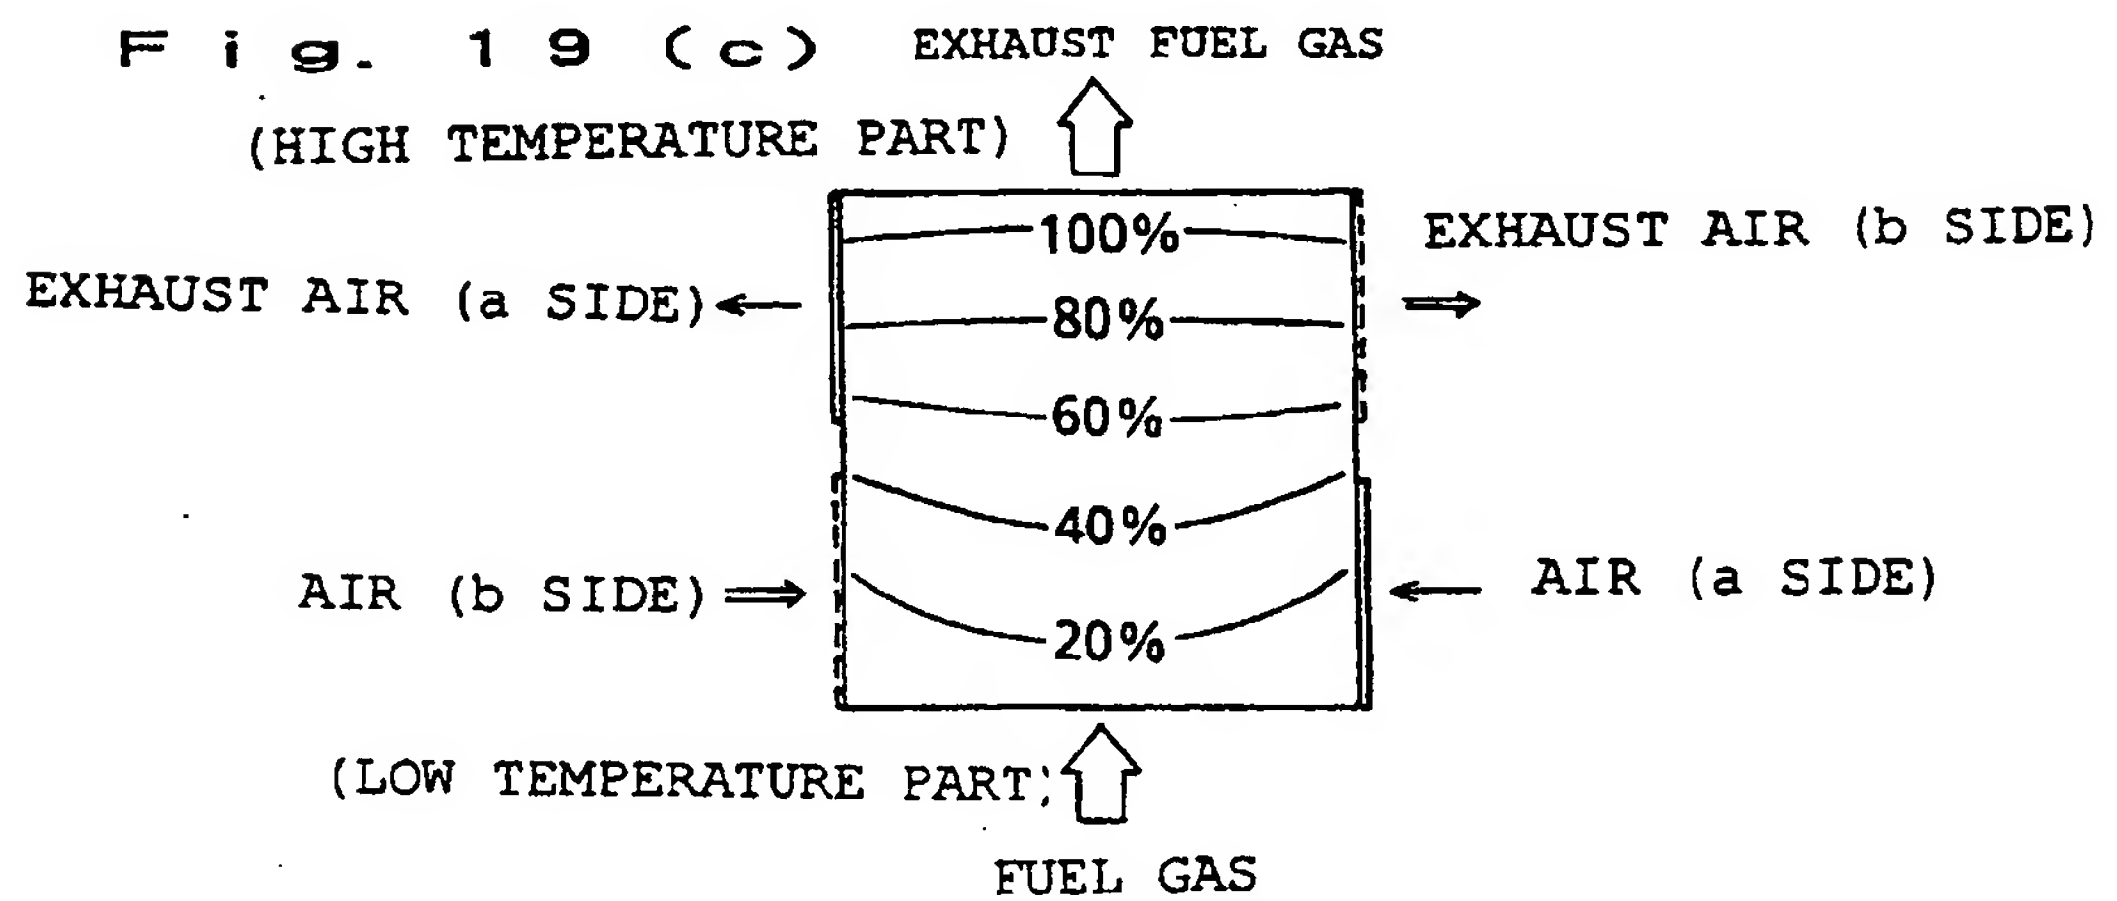 Fig. 19 (c)
EXHAUST FUEL GAS
(HIGH TEMPERATURE PART)
100%
EXHAUST AIR (b SIDE)
EXHAUST AIR (a SIDE)
80%
60%
40%
AIR (b SIDE)
AIR (a SIDE)
20%
(LOW TEMPERATURE PART)
FUEL GAS